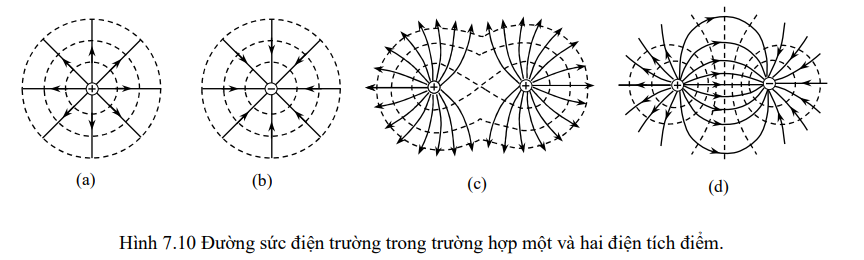 (a) (b) (c) (d)
Hình 7.10 Đường sức điện trường trong trường hợp một và hai điện tích điểm.